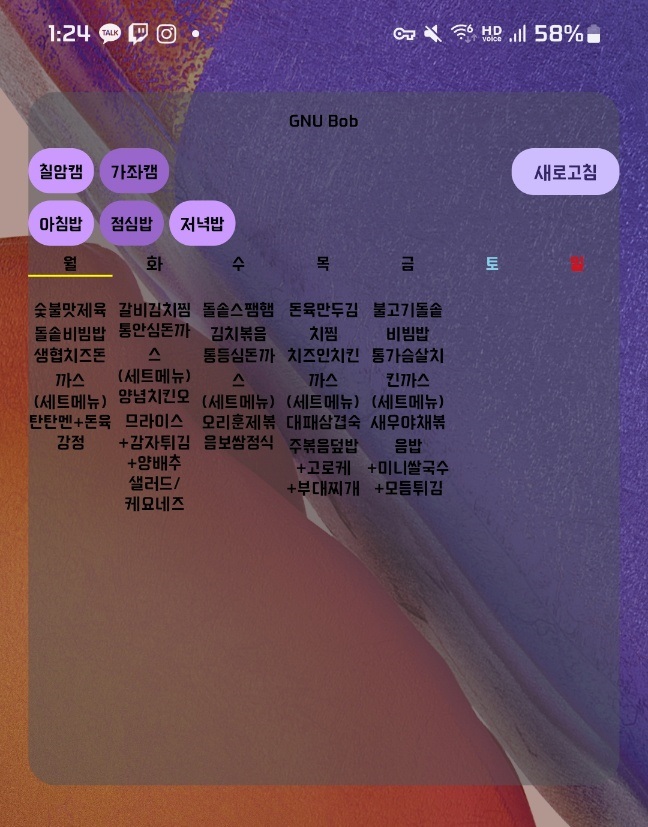 1:24 TALK HD voice 58%
GNU Bob
칠암캠 가좌캠 새로고침
아침밥 점심밥 저녁밥
월 화 수 목 금 토 일
숯불맛제육
돌솥비빔밥
생협치즈돈
까스
(세트메뉴)
탄탄멘+돈육
강정
갈비김치찜
통안심돈까
스
(세트메뉴)
양념치킨오
므라이스
+감자튀김
+양배추
샐러드/
케요네즈
돌솥스팸햄
김치볶음
통등심돈까
스
(세트메뉴)
오리훈제볶
음보쌈정식
돈육만두김
치찜
치즈인치킨
까스
(세트메뉴)
대패삼겹숙
주볶음덮밥
+고로케
+부대찌개
불고기돌솥
비빔밥
통가슴살치
킨까스
(세트메뉴)
새우야채볶
음밥
+미니쌀국수
+모듬튀김